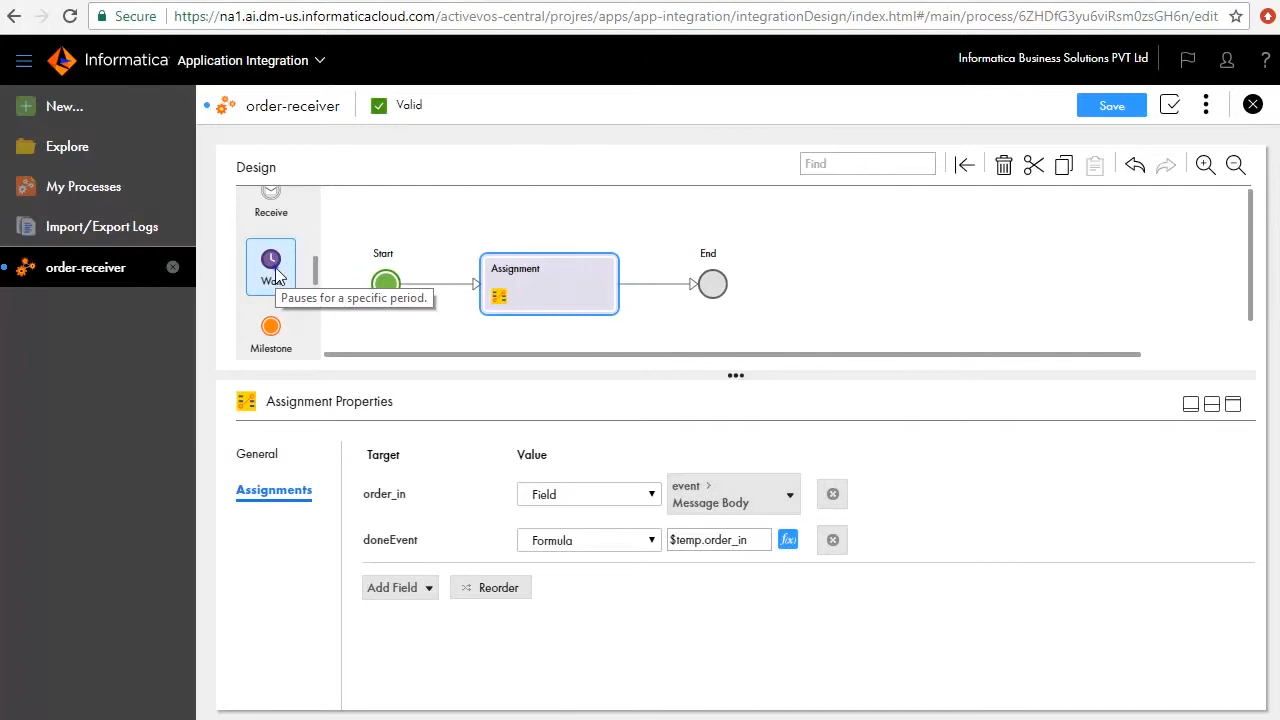 Secure
https://na1.ai.dm-us.informaticacloud.com/activevos-central/projres/apps/app-integration/integrationDesign/index.html#/main/process/6ZHDfG3yu6viRsm0zsGH6n/edit
Informatica Application Integration
Informatica Business Solutions PVT Ltd
?
New...
order-receiver
Valid
Save
Explore
My Processes
Import/Export Logs
order-receiver
Design
Find
Receive
Start
Assignment
End
Pauses for a specific period.
Milestone
Assignment Properties
General
Assignments
Target
Value
order_in
Field
event >
Message Body
doneEvent
Formula
$temp.order_in
f(x)
Add Field
Reorder